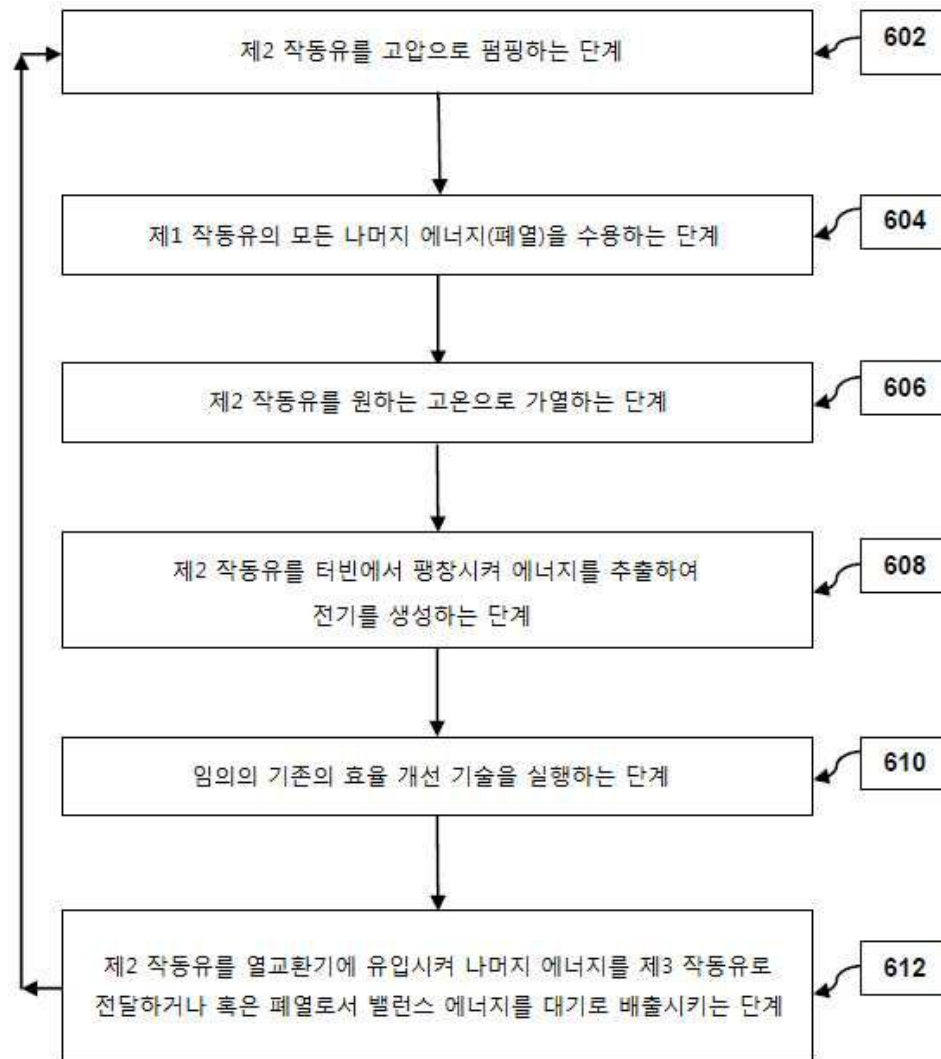 제2 작동유를 고압으로 펌핑하는 단계
602
제1 작동유의 모든 나머지 에너지(폐열)을 수용하는 단계
604
제2 작동유를 원하는 고온으로 가열하는 단계
606
제2 작동유를 터빈에서 팽창시켜 에너지를 추출하여
전기를 생성하는 단계
608
임의의 기존의 효율 개선 기술을 실행하는 단계
610
제2 작동유를 열교환기에 유입시켜 나머지 에너지를 제3 작동유로
전달하거나 혹은 폐열로서 밸런스 에너지를 대기로 배출시키는 단계
612